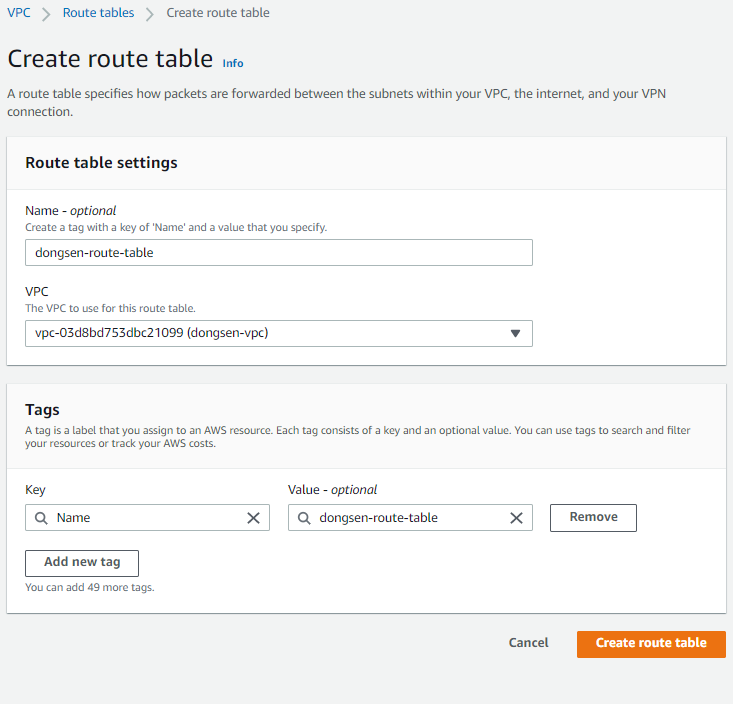 VPC > Route tables > Create route table
Create route table Info
A route table specifies how packets are forwarded between the subnets within your VPC, the internet, and your VPN
connection.
Route table settings
Name - optional
Create a tag with a key of 'Name' and a value that you specify.
dongsen-route-table
VPC
The VPC to use for this route table.
vpc-03d8bd753dbc21099 (dongsen-vpc)
Tags
A tag is a label that you assign to an AWS resource. Each tag consists of a key and an optional value. You can use tags to search and filter
your resources or track your AWS costs.
Key Value - optional
Name dongsen-route-table Remove
Add new tag
You can add 49 more tags.
Cancel Create route table